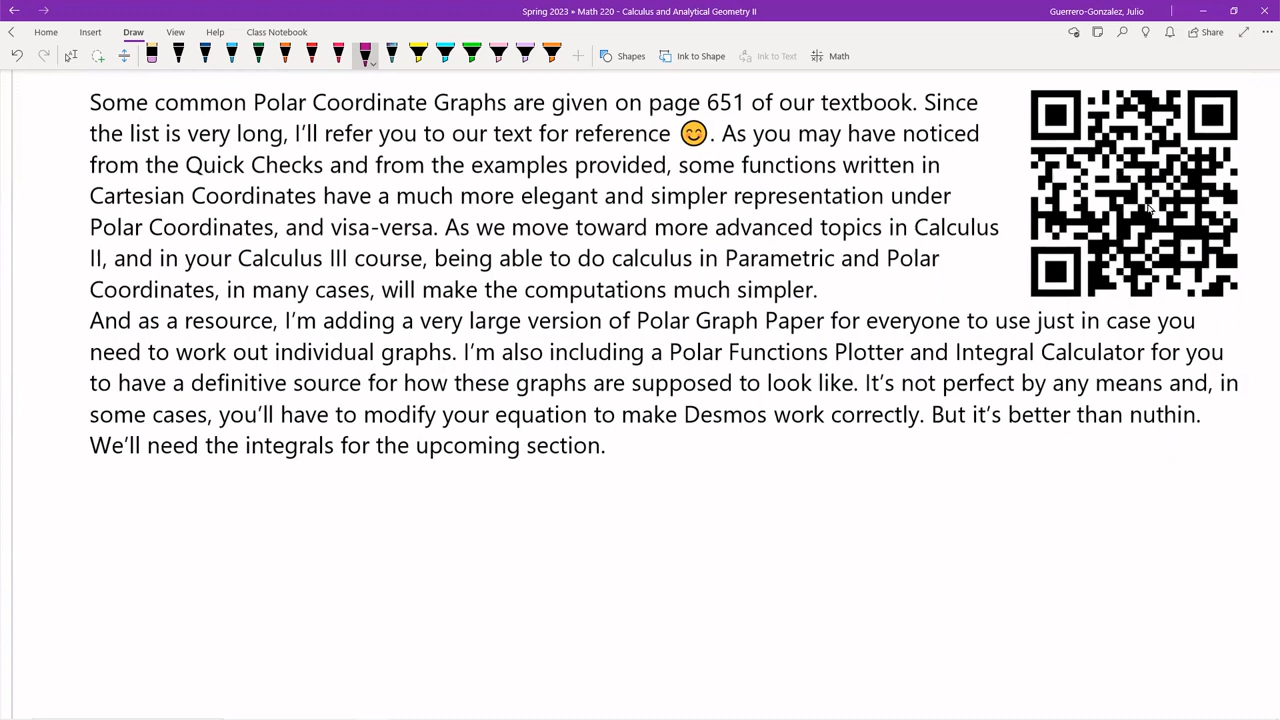 Spring 2023 » Math 220 - Calculus and Analytical Geometry II
Guerrero-Gonzalez, Julio
Home Insert Draw View Help Class Notebook
Share
Shapes Ink to Shape Ink to Text Math
Some common Polar Coordinate Graphs are given on page 651 of our textbook. Since
the list is very long, I’ll refer you to our text for reference 😊. As you may have noticed
from the Quick Checks and from the examples provided, some functions written in
Cartesian Coordinates have a much more elegant and simpler representation under
Polar Coordinates, and visa-versa. As we move toward more advanced topics in Calculus
II, and in your Calculus III course, being able to do calculus in Parametric and Polar
Coordinates, in many cases, will make the computations much simpler.
And as a resource, I’m adding a very large version of Polar Graph Paper for everyone to use just in case you
need to work out individual graphs. I’m also including a Polar Functions Plotter and Integral Calculator for you
to have a definitive source for how these graphs are supposed to look like. It’s not perfect by any means and, in
some cases, you’ll have to modify your equation to make Desmos work correctly. But it’s better than nuthin.
We’ll need the integrals for the upcoming section.